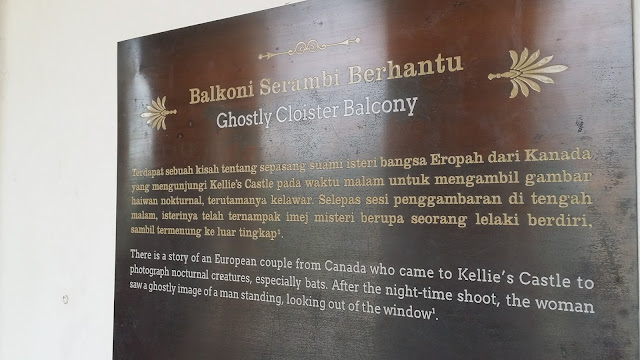 Balkoni Serambi Berhantu
Ghostly Cloister Balcony
Terdapat sebuah kisah tentang sepasang suami isteri bangsa Eropah dari Kanada
yang mengunjungi Kellie's Castle pada waktu malam untuk mengambil gambar
haiwan nokturnal, terutamanya kelawar. Selepas sesi penggambaran di tengah
malam, isterinya telah ternampak imej misteri berupa seorang lelaki berdiri,
sambil termenung ke luar tingkap¹.
There is a story of an European couple from Canada who came to Kellie's Castle to
photograph nocturnal creatures, especially bats. After the night-time shoot, the woman
saw a ghostly image of a man standing, looking out of the window¹.